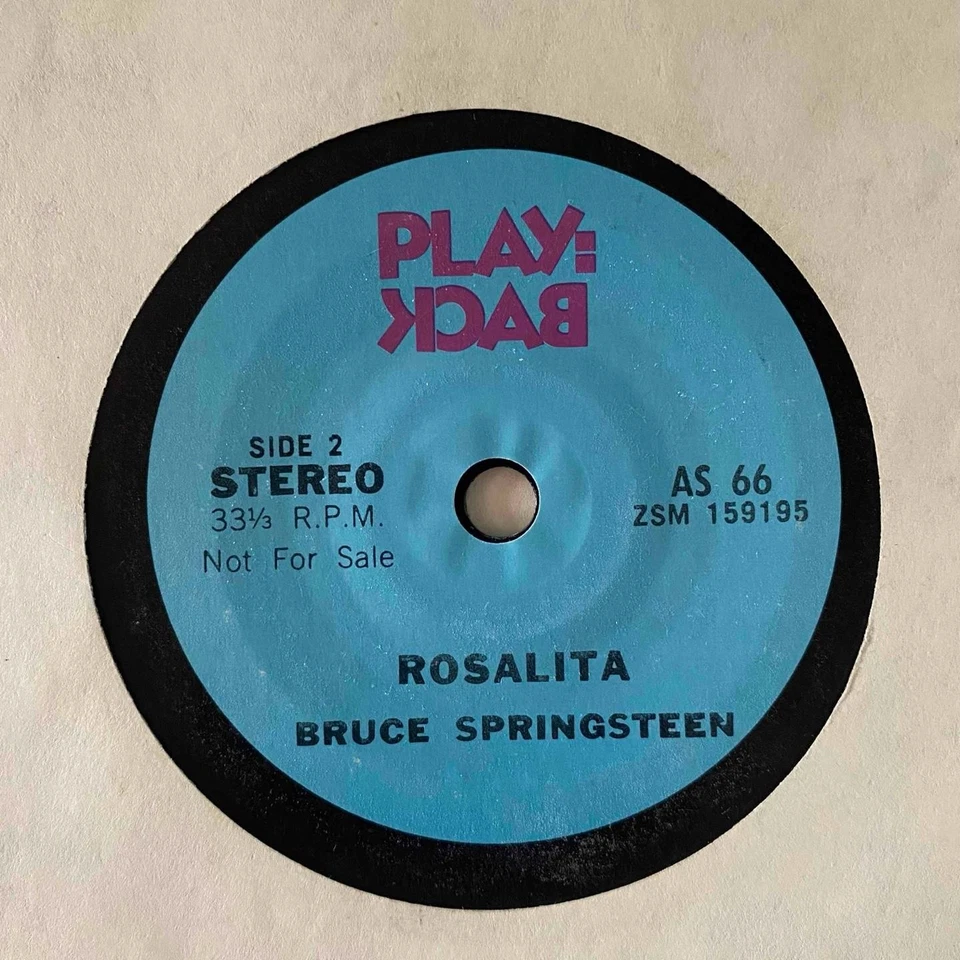 PLAY:
BACK
SIDE 2
STEREO
33⅓ R.P.M.
Not For Sale
AS 66
ZSM 159195
ROSALITA
BRUCE SPRINGSTEEN